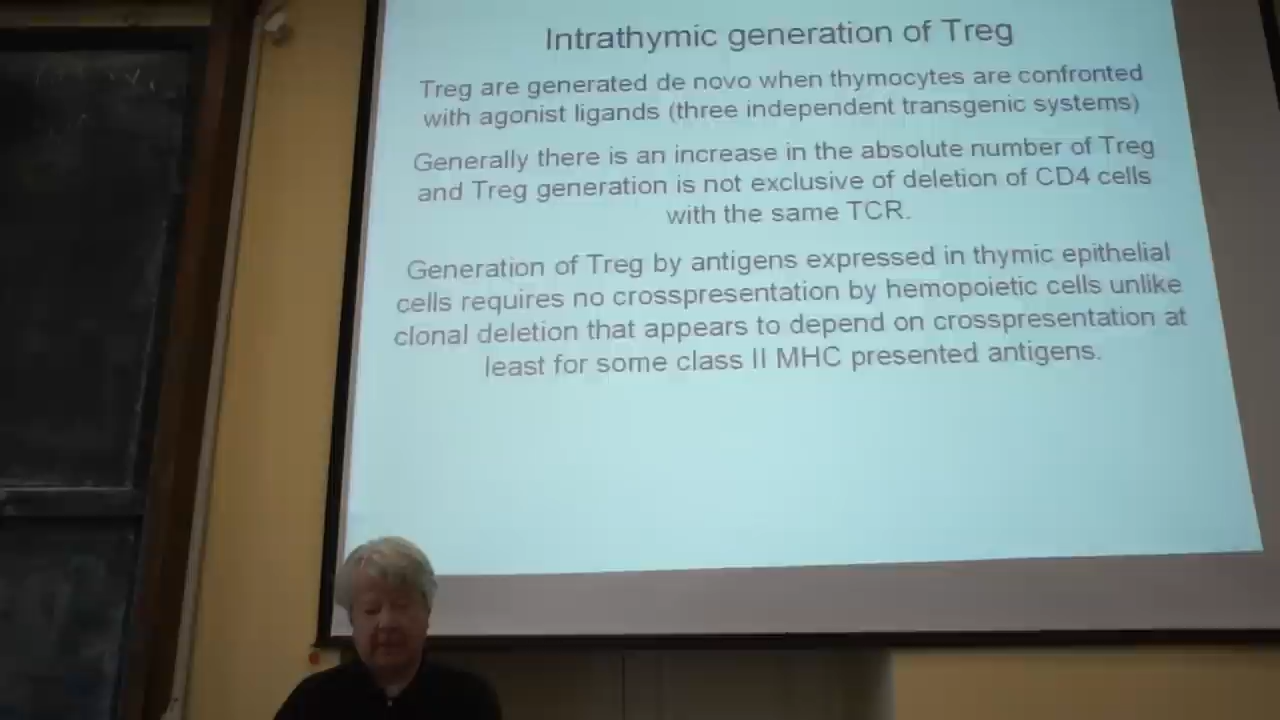 Intrathymic generation of Treg
Treg are generated de novo when thymocytes are confronted
with agonist ligands (three independent transgenic systems)
Generally there is an increase in the absolute number of Treg
and Treg generation is not exclusive of deletion of CD4 cells
with the same TCR.
Generation of Treg by antigens expressed in thymic epithelial
cells requires no crosspresentation by hemopoietic cells unlike
clonal deletion that appears to depend on crosspresentation at
least for some class II MHC presented antigens.